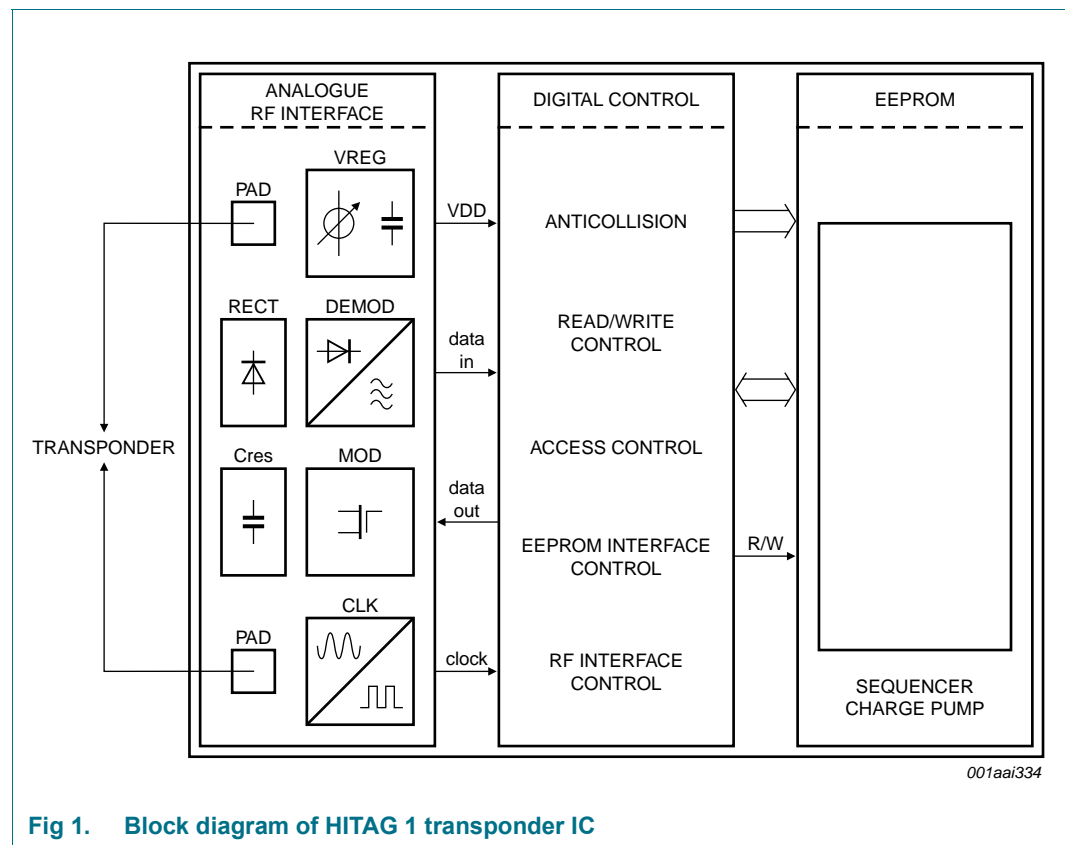 ANALOGUE
RF INTERFACE
DIGITAL CONTROL
EEPROM
VREG
PAD
VDD
ANTICOLLISION
RECT
DEMOD
data
in
READ/WRITE
CONTROL
TRANSPONDER
Cres
MOD
data
out
ACCESS CONTROL
EEPROM INTERFACE
CONTROL
R/W
CLK
PAD
clock
RF INTERFACE
CONTROL
SEQUENCER
CHARGE PUMP
001aai334
Fig 1. Block diagram of HITAG 1 transponder IC